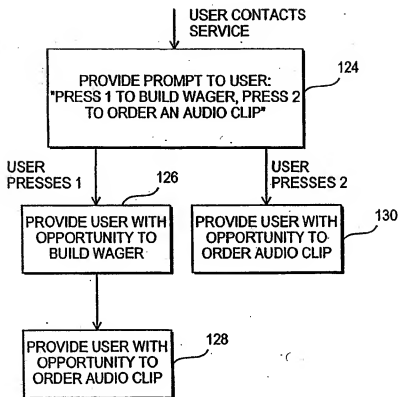 USER CONTACTS
SERVICE
PROVIDE PROMPT TO USER:
"PRESS 1 TO BUILD WAGER, PRESS 2
TO ORDER AN AUDIO CLIP"
124
USER
PRESSES 1
126
USER
PRESSES 2
PROVIDE USER WITH
OPPORTUNITY TO
BUILD WAGER
PROVIDE USER WITH
OPPORTUNITY TO
ORDER AUDIO CLIP
130
PROVIDE USER WITH
OPPORTUNITY TO
ORDER AUDIO CLIP
128